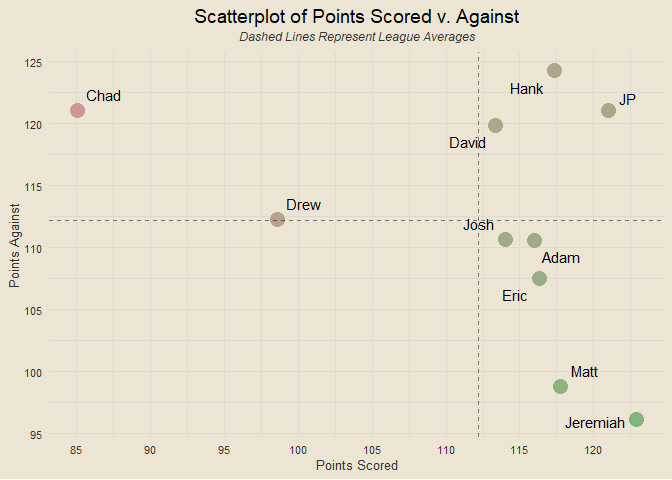 Scatterplot of Points Scored v. Against
Dashed Lines Represent League Averages
125
Hank
Chad
JP
120
David
115
Drew
Josh
110
Adam
Eric
105
100
Matt
Jeremiah
95
Points Against
85 90 95 100 105 110 115 120
Points Scored